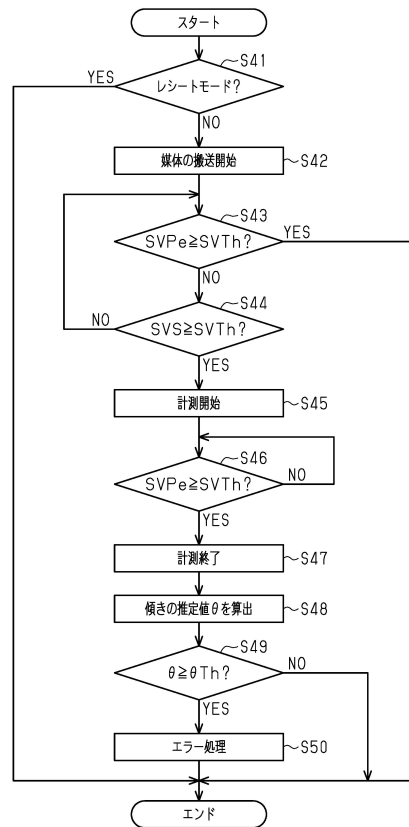 スタート
S41
YES
レシートモード?
NO
媒体の搬送開始
S42
S43
SVPe≧SVTh?
YES
NO
S44
NO
SVS≧SVTh?
YES
計測開始
S45
S46
SVPe≧SVTh?
NO
YES
計測終了
S47
傾きの推定値θを算出
S48
S49
θ≧θTh?
NO
YES
エラー処理
S50
エンド